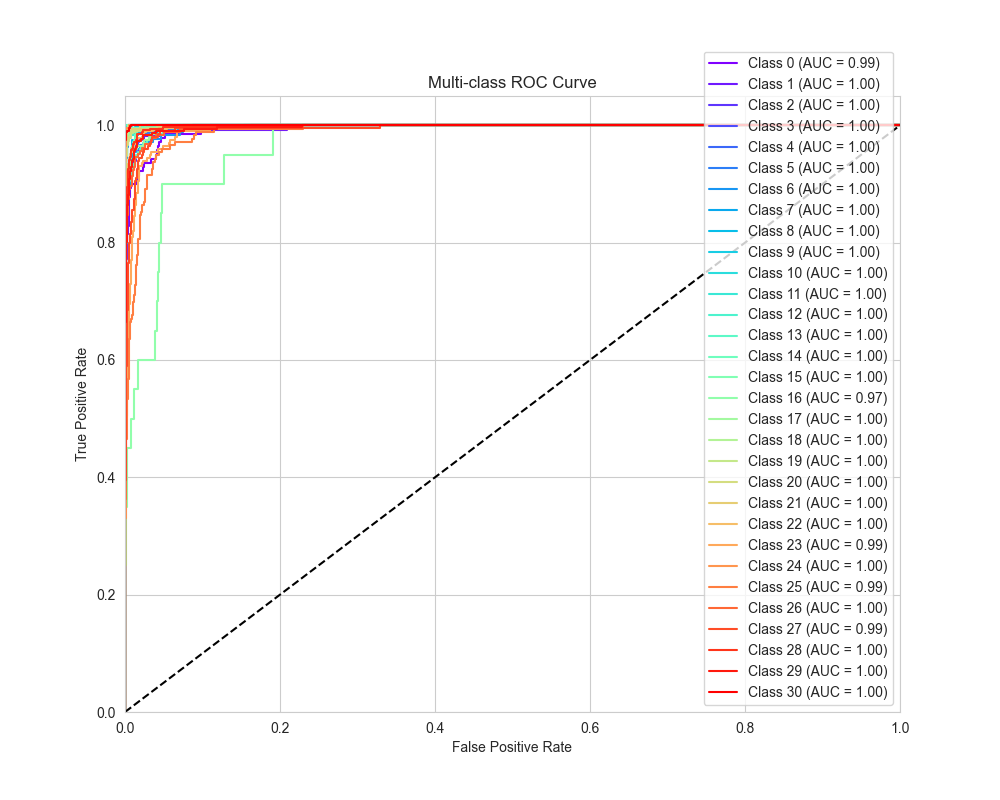 Multi-class ROC Curve
Class 0 (AUC = 0.99)
Class 1 (AUC = 1.00)
Class 2 (AUC = 1.00)
Class 3 (AUC = 1.00)
Class 4 (AUC = 1.00)
Class 5 (AUC = 1.00)
Class 6 (AUC = 1.00)
Class 7 (AUC = 1.00)
Class 8 (AUC = 1.00)
Class 9 (AUC = 1.00)
Class 10 (AUC = 1.00)
Class 11 (AUC = 1.00)
Class 12 (AUC = 1.00)
Class 13 (AUC = 1.00)
Class 14 (AUC = 1.00)
Class 15 (AUC = 1.00)
Class 16 (AUC = 0.97)
Class 17 (AUC = 1.00)
Class 18 (AUC = 1.00)
Class 19 (AUC = 1.00)
Class 20 (AUC = 1.00)
Class 21 (AUC = 1.00)
Class 22 (AUC = 1.00)
Class 23 (AUC = 0.99)
Class 24 (AUC = 1.00)
Class 25 (AUC = 0.99)
Class 26 (AUC = 1.00)
Class 27 (AUC = 0.99)
Class 28 (AUC = 1.00)
Class 29 (AUC = 1.00)
Class 30 (AUC = 1.00)
True Positive Rate
1.0
0.8
0.6
0.4
0.2
0.0
0.0 0.2 0.4 0.6 0.8 1.0
False Positive Rate